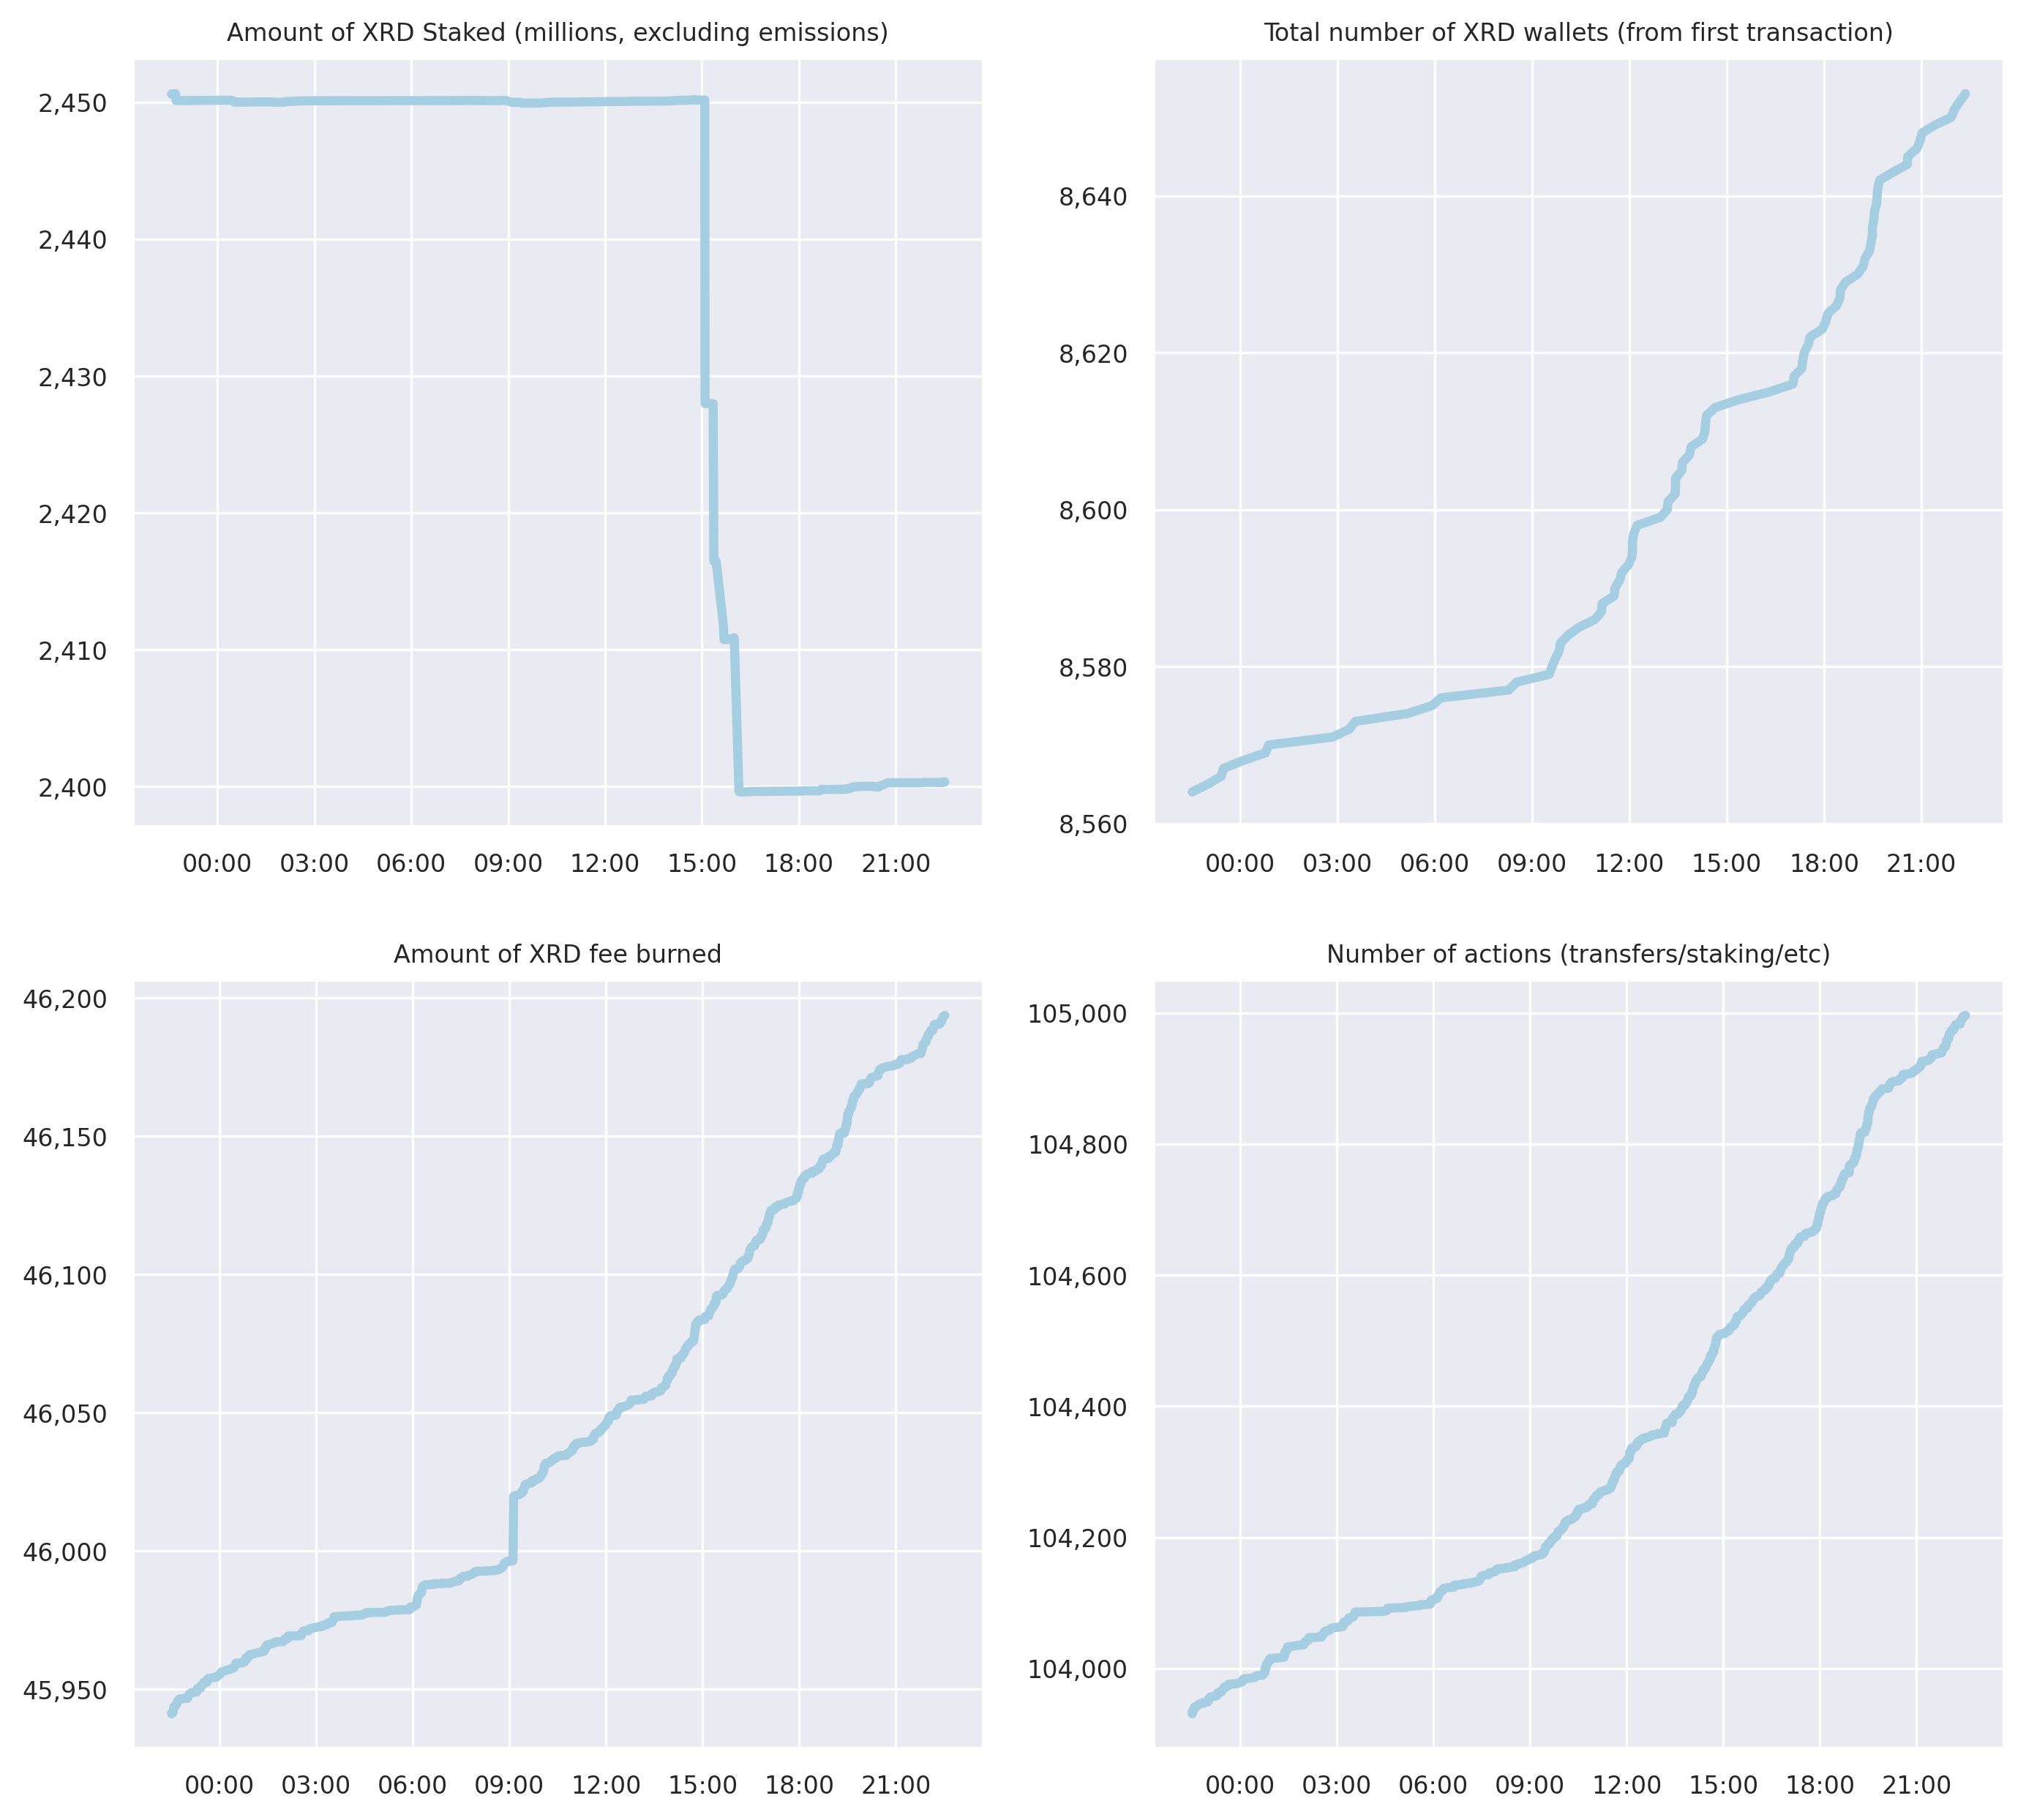 Amount of XRD Staked (millions, excluding emissions)
2,450
2,440
2,430
2,420
2,410
2,400
00:00 03:00 06:00 09:00 12:00 15:00 18:00 21:00
Total number of XRD wallets (from first transaction)
8,640
8,620
8,600
8,580
8,560
00:00 03:00 06:00 09:00 12:00 15:00 18:00 21:00
Amount of XRD fee burned
46,200
46,150
46,100
46,050
46,000
45,950
00:00 03:00 06:00 09:00 12:00 15:00 18:00 21:00
Number of actions (transfers/staking/etc)
105,000
104,800
104,600
104,400
104,200
104,000
00:00 03:00 06:00 09:00 12:00 15:00 18:00 21:00